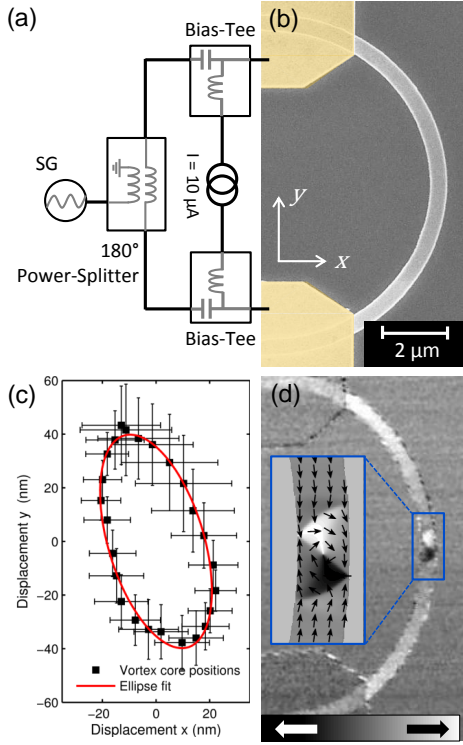 (a)
Bias-Tee
SG
180°
Power-Splitter
I = 10 µA
Bias-Tee
(b)
y
x
2 µm
(c)
Displacement y (nm)
60
40
20
0
−20
−40
−60
−20
0
20
Displacement x (nm)
Vortex core positions
Ellipse fit
(d)